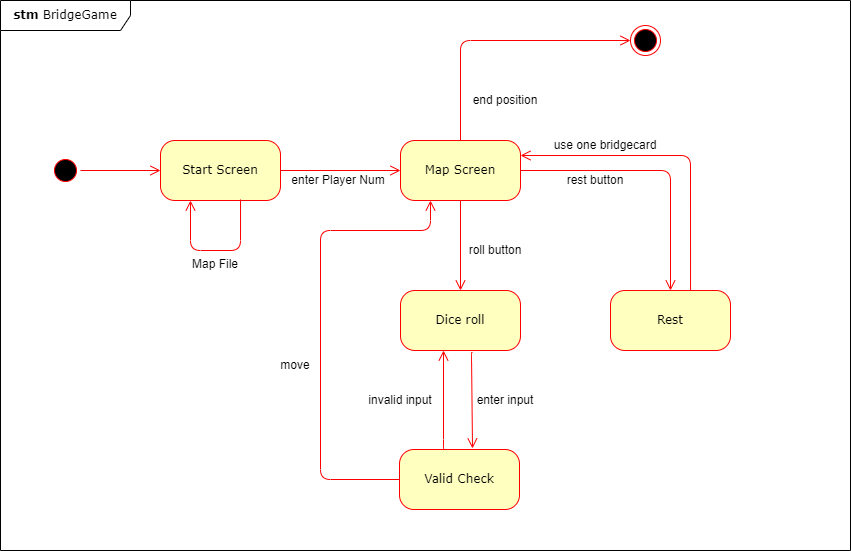 stm BridgeGame
end position
use one bridgecard
Start Screen
enter Player Num
Map Screen
rest button
Map File
roll button
Dice roll
Rest
move
invalid input
enter input
Valid Check